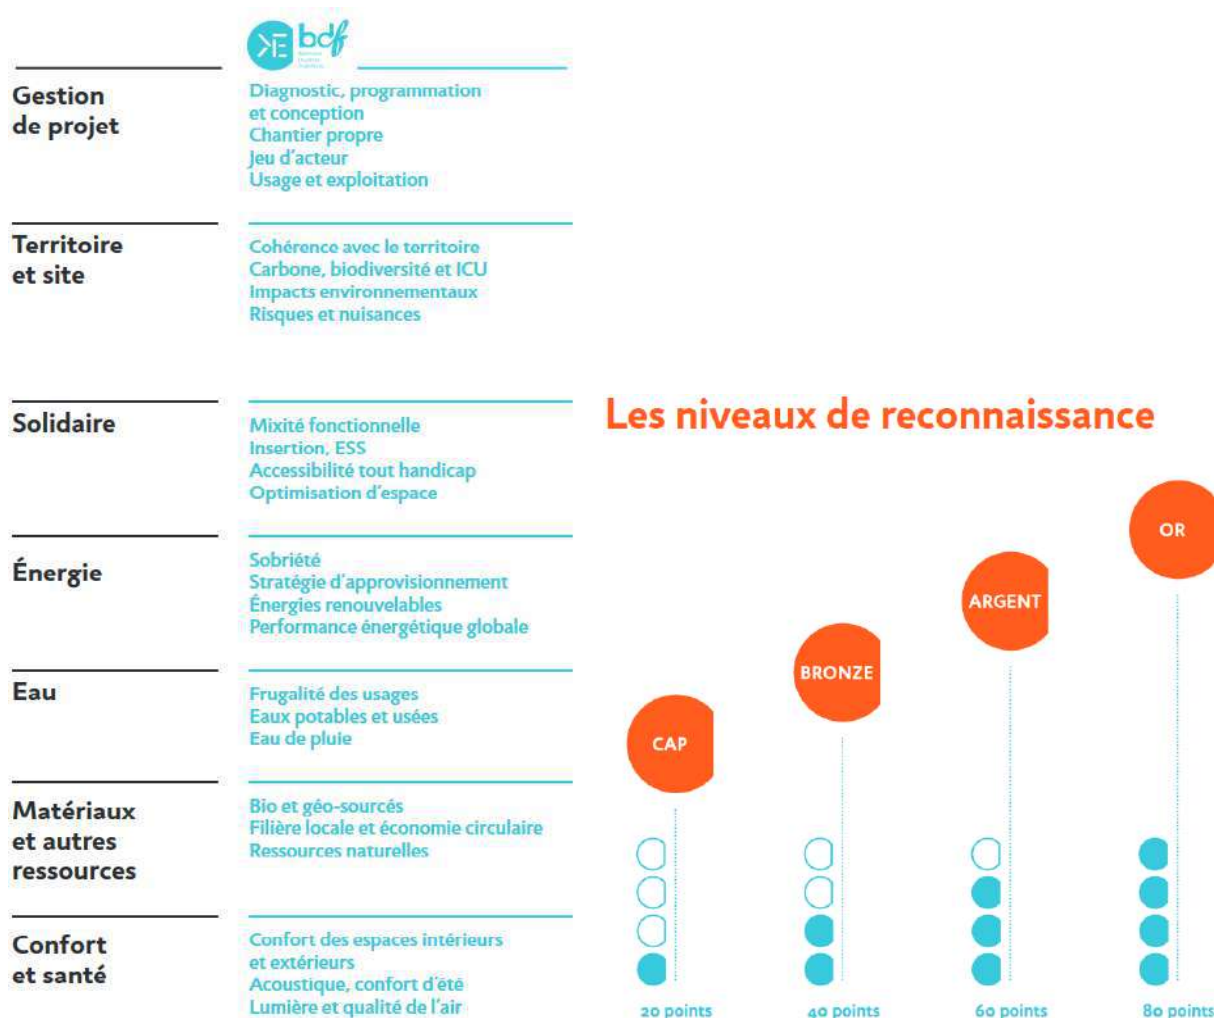 bdf
Gestion
de projet
Diagnostic, programmation
et conception
Chantier propre
Jeu d'acteur
Usage et exploitation
Territoire
et site
Cohérence avec le territoire
Carbone, biodiversité et ICU
Impacts environnementaux
Risques et nuisances
Solidaire
Mixité fonctionnelle
Insertion, ESS
Accessibilité tout handicap
Optimisation d'espace
Énergie
Sobriété
Stratégie d'approvisionnement
Énergies renouvelables
Performance énergétique globale
Eau
Frugalité des usages
Eaux potables et usées
Eau de pluie
Matériaux
et autres
ressources
Bio et géo-sourcés
Filière locale et économie circulaire
Ressources naturelles
Confort
et santé
Confort des espaces intérieurs
et extérieurs
Acoustique, confort d'été
Lumière et qualité de l'air
Les niveaux de reconnaissance
CAP
BRONZE
ARGENT
OR
20 points
40 points
60 points
80 points